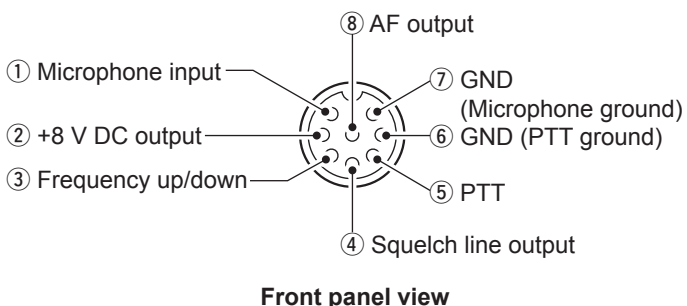 ⑧ AF output
① Microphone input
⑦ GND
(Microphone ground)
② +8 V DC output
⑥ GND (PTT ground)
③ Frequency up/down
⑤ PTT
④ Squelch line output
Front panel view